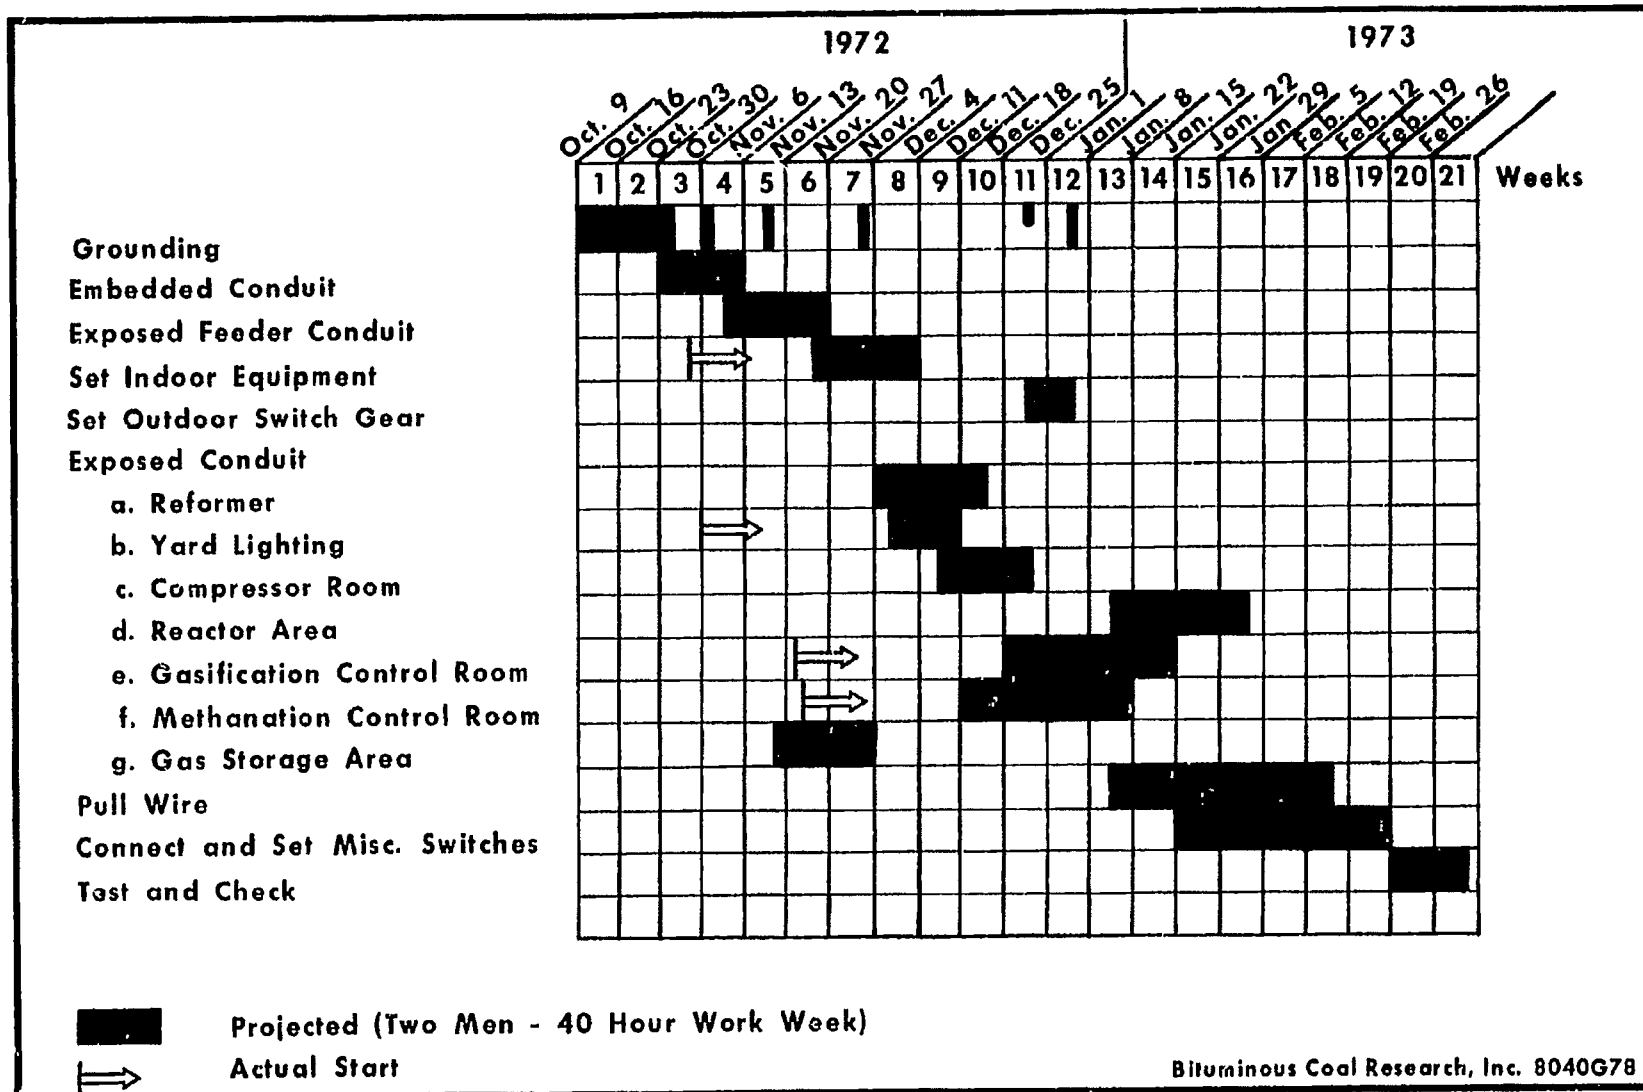 1972 1973
Oct. 9 Oct. 16 Oct. 23 Oct. 30 Nov. 6 Nov. 13 Nov. 20 Nov. 27 Dec. 4 Dec. 11 Dec. 18 Dec. 25 Jan. 1 Jan. 8 Jan. 15 Jan. 22 Jan. 29 Feb. 5 Feb. 12 Feb. 19 Feb. 26
1 2 3 4 5 6 7 8 9 10 11 12 13 14 15 16 17 18 19 20 21 Weeks
Grounding
Embedded Conduit
Exposed Feeder Conduit
Set Indoor Equipment
Set Outdoor Switch Gear
Exposed Conduit
a. Reformer
b. Yard Lighting
c. Compressor Room
d. Reactor Area
e. Gasification Control Room
f. Methanation Control Room
g. Gas Storage Area
Pull Wire
Connect and Set Misc. Switches
Test and Check
Projected (Two Men - 40 Hour Work Week)
Actual Start
Bituminous Coal Research, Inc. 8040G78